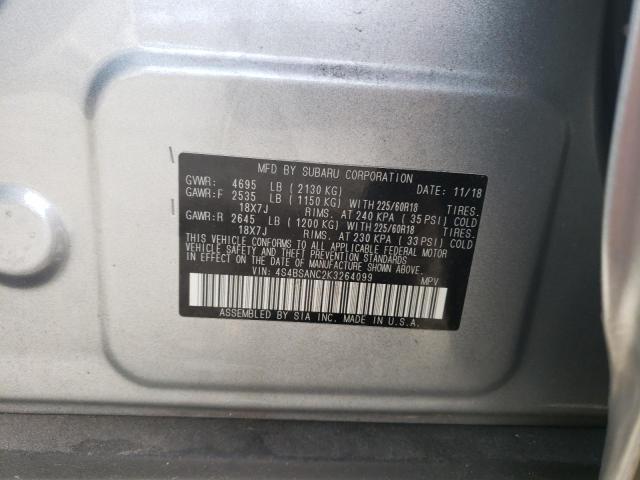 MFD BY SUBARU CORPORATION
GVWR: 4695 LB ( 2130 KG) DATE: 11/18
GAWR:F 2535 LB ( 1150 KG) WITH 225/60R18 TIRES.
18X7J RIMS. AT 240 KPA ( 35 PSI ) COLD
GAWR:R 2645 LB ( 1200 KG) WITH 225/60R18 TIRES.
18X7J RIMS. AT 230 KPA ( 33 PSI ) COLD
THIS VEHICLE CONFORMS TO ALL APPLICABLE FEDERAL MOTOR
VEHICLE SAFETY AND THEFT PREVENTION STANDARDS
IN EFFECT ON THE DATE OF MANUFACTURE SHOWN ABOVE.
VIN: 4S4BSANC2K3264099 MPV
ASSEMBLED BY SIA INC. MADE IN U.S.A.